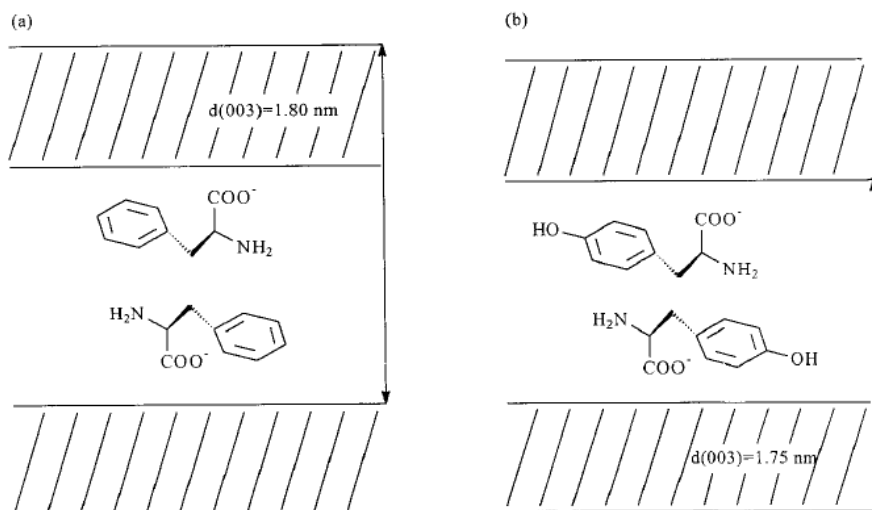 (a)
d(003)=1.80 nm
COO-
NH2
H2N
COO-
(b)
HO
COO-
NH2
H2N
COO-
OH
d(003)=1.75 nm